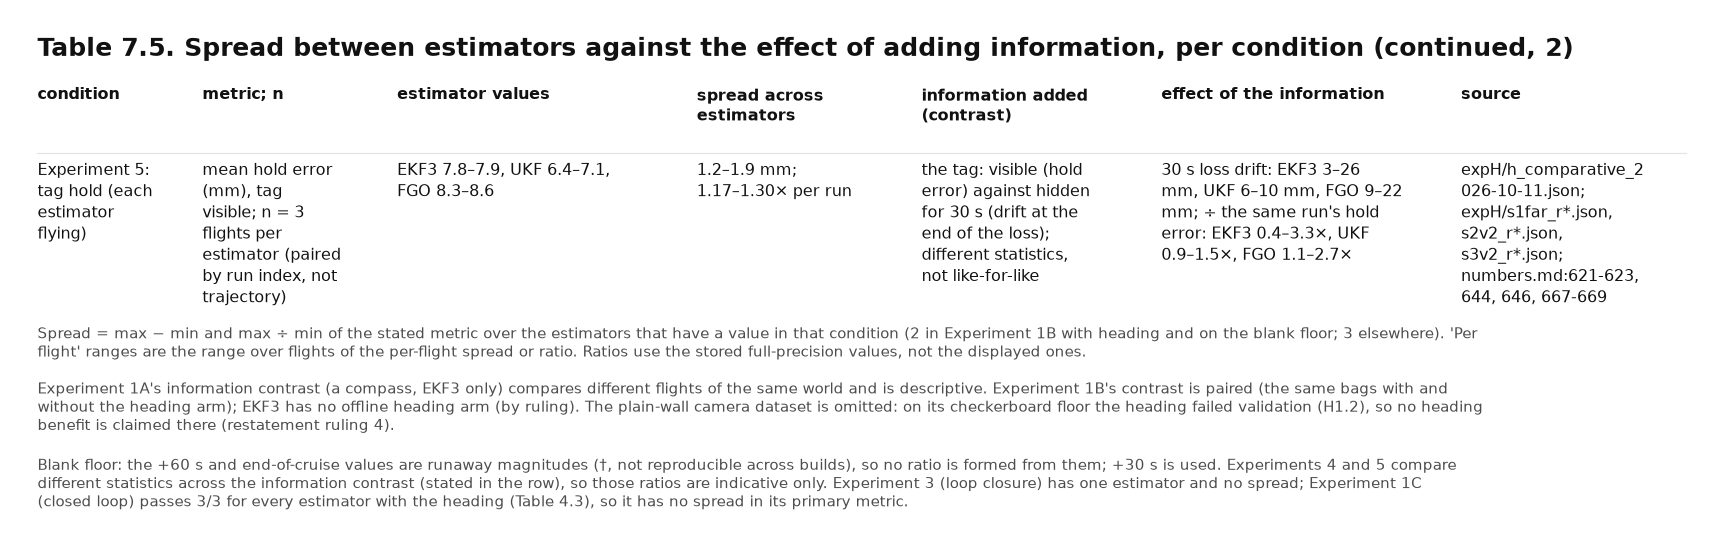 Table 7.5. Spread between estimators against the effect of adding information, per condition (continued, 2)
condition
metric; n
estimator values
spread across
estimators
information added
(contrast)
effect of the information
source
Experiment 5:
tag hold (each
estimator
flying)
mean hold error
(mm), tag
visible; n = 3
flights per
estimator (paired
by run index, not
trajectory)
EKF3 7.8–7.9, UKF 6.4–7.1,
FGO 8.3–8.6
1.2–1.9 mm;
1.17–1.30× per run
the tag: visible (hold
error) against hidden
for 30 s (drift at the
end of the loss);
different statistics,
not like-for-like
30 s loss drift: EKF3 3–26
mm, UKF 6–10 mm, FGO 9–22
mm; ÷ the same run's hold
error: EKF3 0.4–3.3×, UKF
0.9–1.5×, FGO 1.1–2.7×
expH/h_comparative_2
026-10-11.json;
expH/s1far_r*.json,
s2v2_r*.json,
s3v2_r*.json;
numbers.md:621-623,
644, 646, 667-669
Spread = max − min and max ÷ min of the stated metric over the estimators that have a value in that condition (2 in Experiment 1B with heading and on the blank floor; 3 elsewhere). 'Per
flight' ranges are the range over flights of the per-flight spread or ratio. Ratios use the stored full-precision values, not the displayed ones.
Experiment 1A's information contrast (a compass, EKF3 only) compares different flights of the same world and is descriptive. Experiment 1B's contrast is paired (the same bags with and
without the heading arm); EKF3 has no offline heading arm (by ruling). The plain-wall camera dataset is omitted: on its checkerboard floor the heading failed validation (H1.2), so no heading
benefit is claimed there (restatement ruling 4).
Blank floor: the +60 s and end-of-cruise values are runaway magnitudes (†, not reproducible across builds), so no ratio is formed from them; +30 s is used. Experiments 4 and 5 compare
different statistics across the information contrast (stated in the row), so those ratios are indicative only. Experiment 3 (loop closure) has one estimator and no spread; Experiment 1C
(closed loop) passes 3/3 for every estimator with the heading (Table 4.3), so it has no spread in its primary metric.